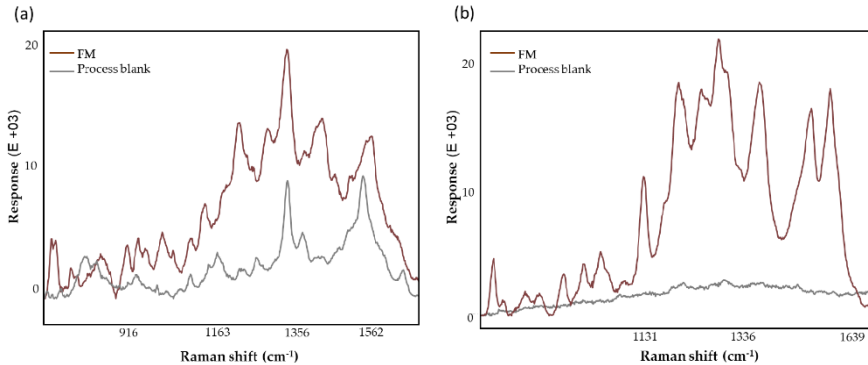 (a)
20
FM
Process blank
10
0
Response (E +03)
916 1163 1356 1562
Raman shift (cm⁻¹)
(b)
20
FM
Process blank
10
0
Response (E +03)
1131 1336 1639
Raman shift (cm⁻¹)